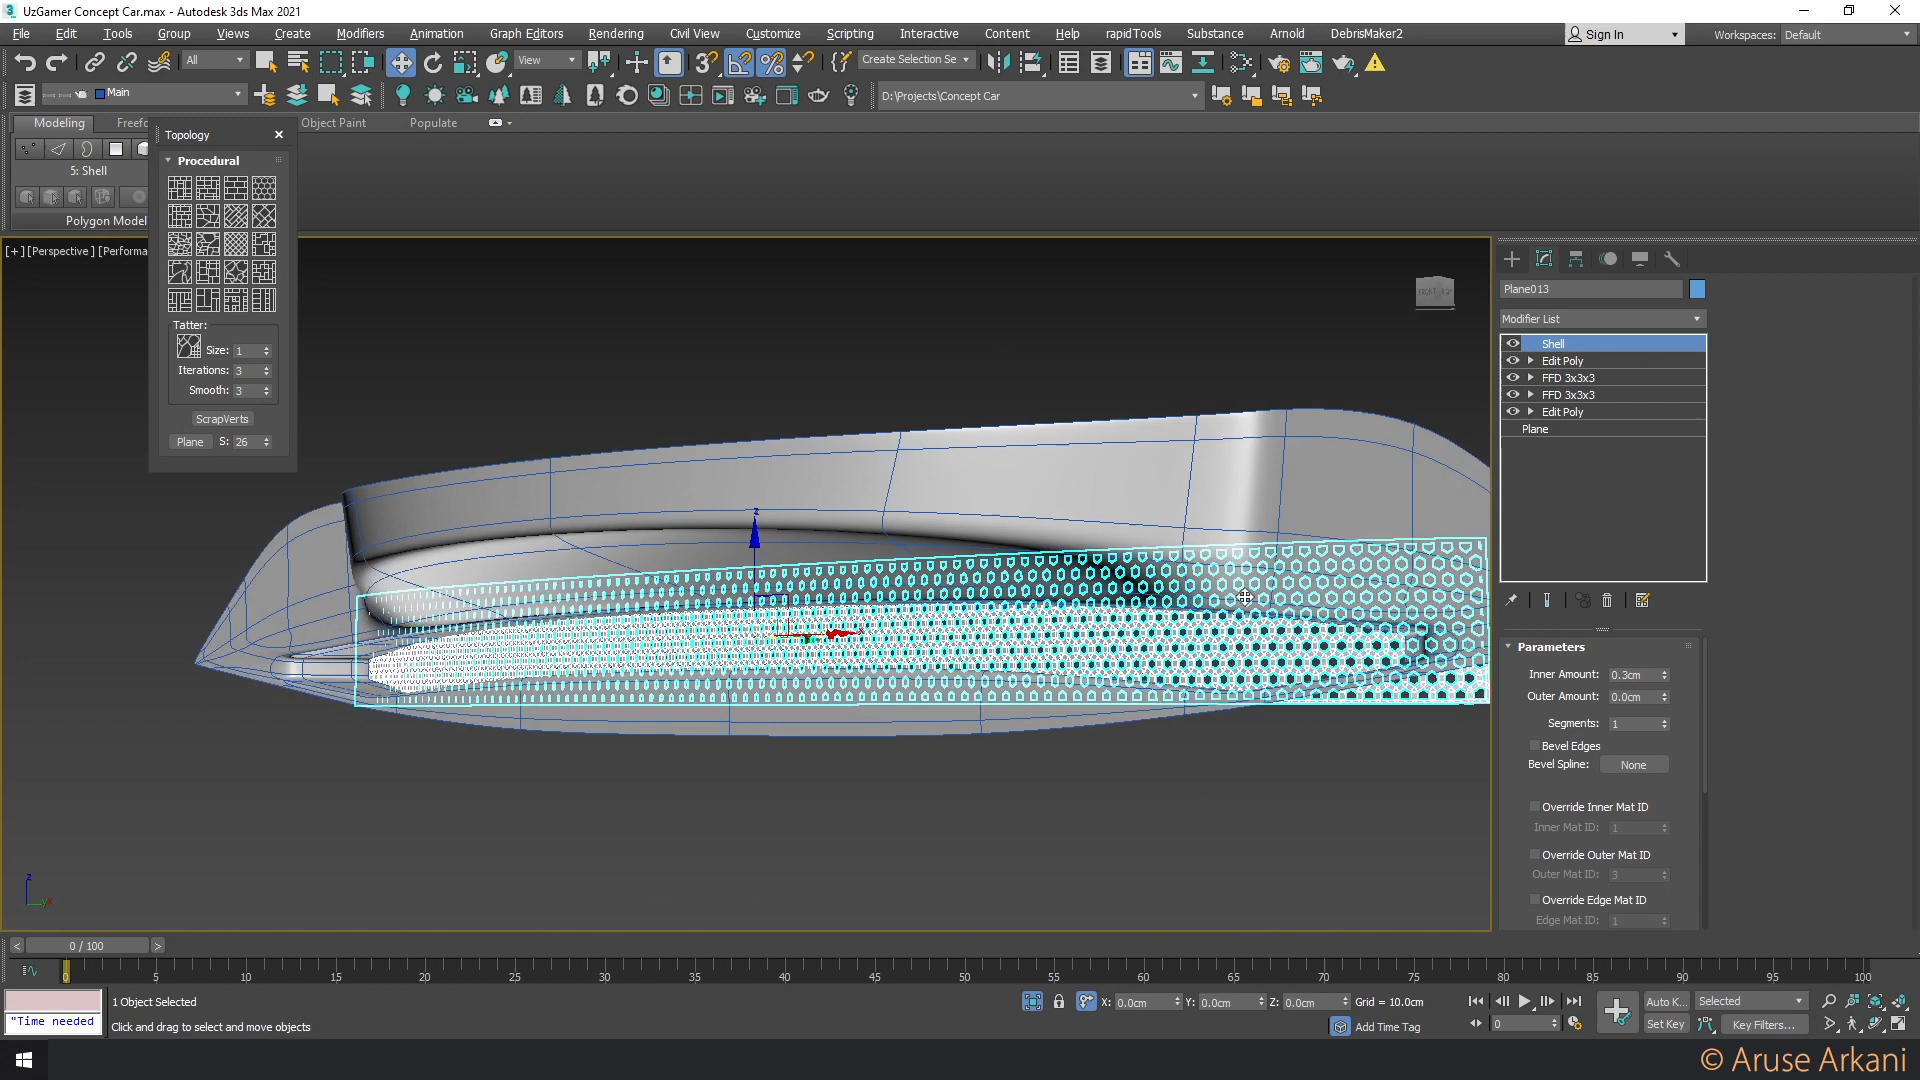 UzGamer Concept Car.max - Autodesk 3ds Max 2021
File Edit Tools Group Views Create Modifiers Animation Graph Editors Rendering Civil View Customize Scripting Interactive Content Help rapidTools Substance Arnold DebrisMaker2 Sign In Workspaces: Default
All View Create Selection Se
Main D:\Projects\Concept Car
Modeling Freefo Object Paint Populate
Topology
Procedural
5: Shell
Polygon Model
Tatter:
Size: 1
Iterations: 3
Smooth: 3
ScrapVerts
Plane S: 26
[+] [Perspective] [Performa
FRONT
z
Plane013
Modifier List
Shell
Edit Poly
FFD 3x3x3
FFD 3x3x3
Edit Poly
Plane
Parameters
Inner Amount: 0.3cm
Outer Amount: 0.0cm
Segments: 1
Bevel Edges
Bevel Spline: None
Override Inner Mat ID
Inner Mat ID: 1
Override Outer Mat ID
Outer Mat ID: 3
Override Edge Mat ID
Edge Mat ID: 1
z
< 0 / 100 >
0 5 10 15 20 25 30 35 40 45 50 55 60 65 70 75 80 85 90 95 100
1 Object Selected X: 0.0cm Y: 0.0cm Z: 0.0cm Grid = 10.0cm Auto K... Selected
"Time needed Click and drag to select and move objects Add Time Tag 0 Set Key Key Filters...
© Aruse Arkani